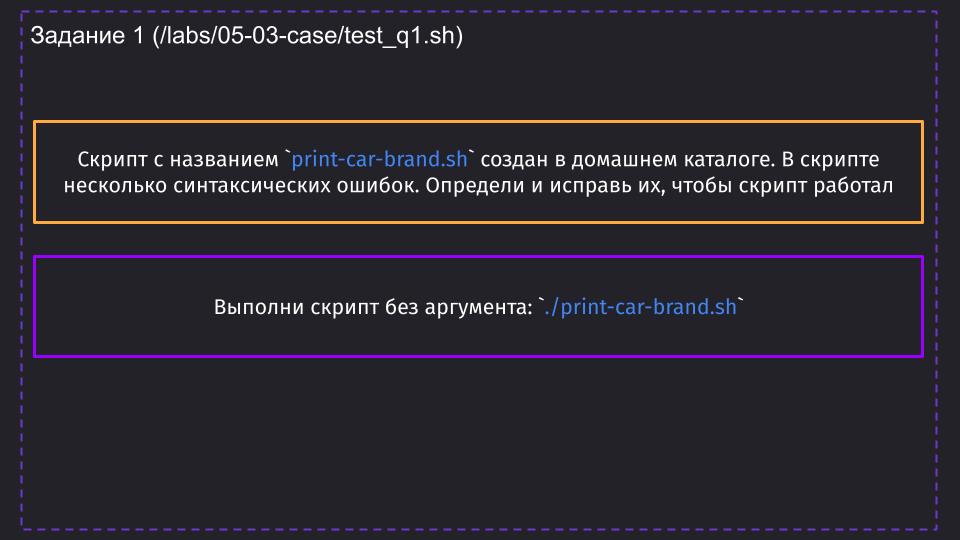 Задание 1 (/labs/05-03-case/test_q1.sh)
Скрипт с названием `print-car-brand.sh` создан в домашнем каталоге. В скрипте
несколько синтаксических ошибок. Определи и исправь их, чтобы скрипт работал
Выполни скрипт без аргумента: `./print-car-brand.sh`